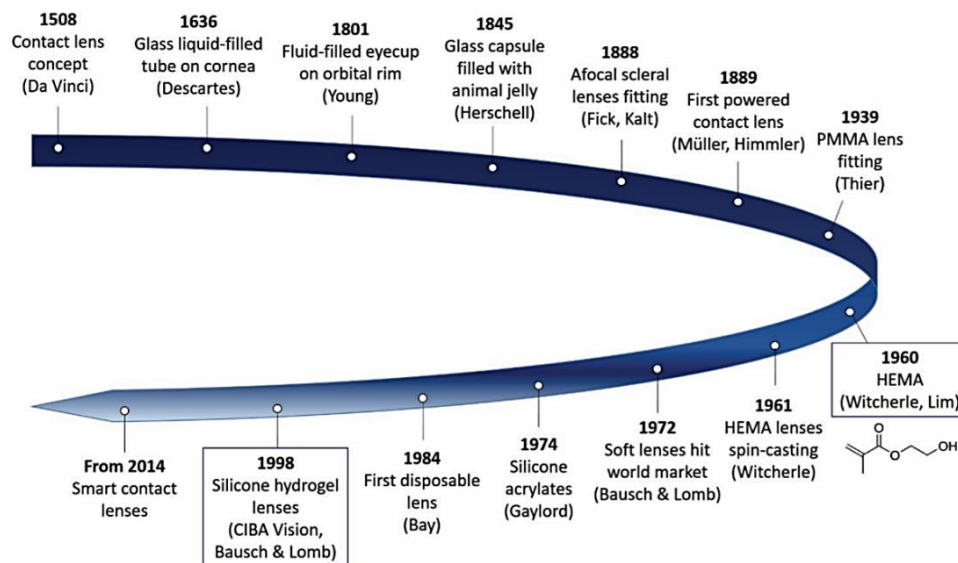 1508
Contact lens
concept
(Da Vinci)
1636
Glass liquid-filled
tube on cornea
(Descartes)
1801
Fluid-filled eyecup
on orbital rim
(Young)
1845
Glass capsule
filled with
animal jelly
(Herschell)
1888
Afocal scleral
lenses fitting
(Fick, Kalt)
1889
First powered
contact lens
(Müller, Himmler)
1939
PMMA lens
fitting
(Thier)
1960
HEMA
(Witcherle, Lim)
O
O
OH
1961
HEMA lenses
spin-casting
(Witcherle)
1972
Soft lenses hit
world market
(Bausch & Lomb)
1974
Silicone
acrylates
(Gaylord)
1984
First disposable
lens
(Bay)
1998
Silicone hydrogel
lenses
(CIBA Vision,
Bausch & Lomb)
From 2014
Smart contact
lenses